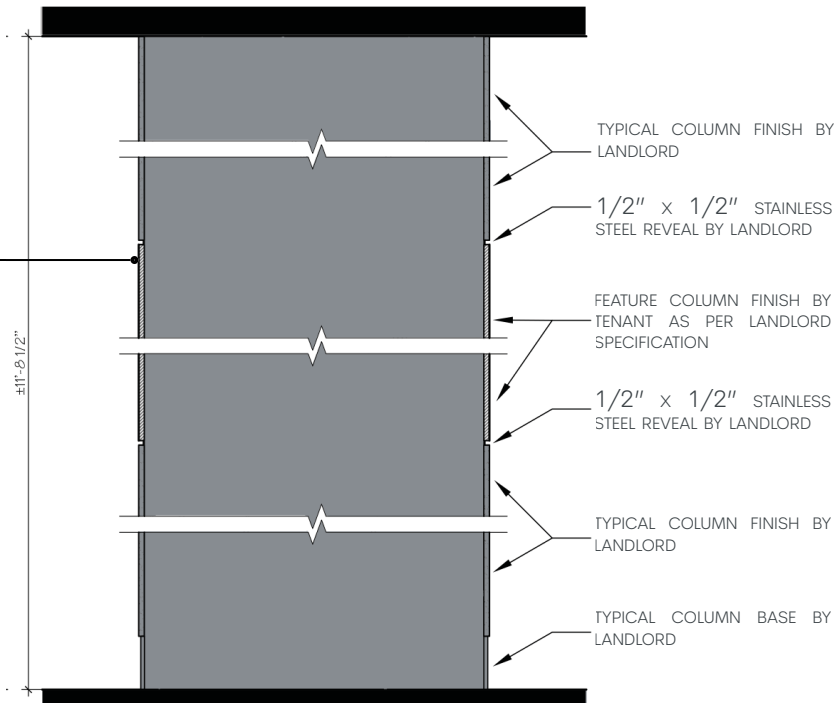 TYPICAL COLUMN FINISH BY
LANDLORD
1/2" X 1/2" STAINLESS
STEEL REVEAL BY LANDLORD
FEATURE COLUMN FINISH BY
TENANT AS PER LANDLORD
SPECIFICATION
±11'-8 1/2"
1/2" X 1/2" STAINLESS
STEEL REVEAL BY LANDLORD
TYPICAL COLUMN FINISH BY
LANDLORD
TYPICAL COLUMN BASE BY
LANDLORD